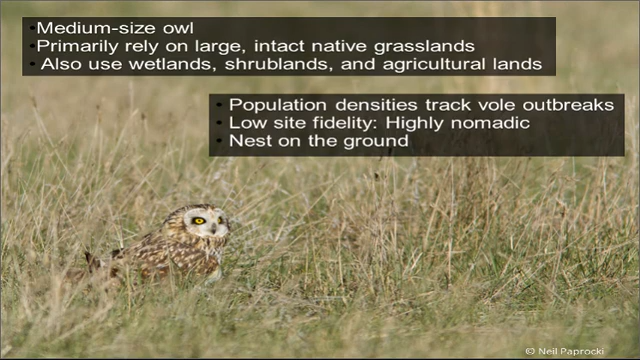 •Medium-size owl
•Primarily rely on large, intact native grasslands
• Also use wetlands, shrublands, and agricultural lands
• Population densities track vole outbreaks
• Low site fidelity: Highly nomadic
• Nest on the ground
© Neil Paprocki